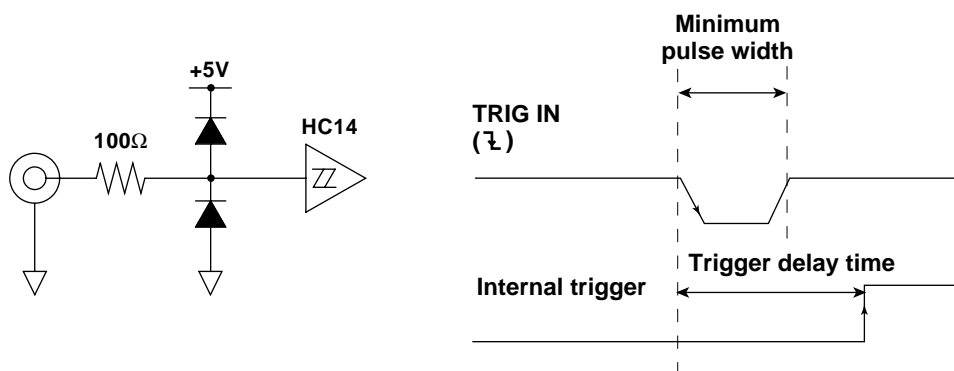 +5V
100Ω
HC14
Minimum
pulse width
TRIG IN
( )
Trigger delay time
Internal trigger